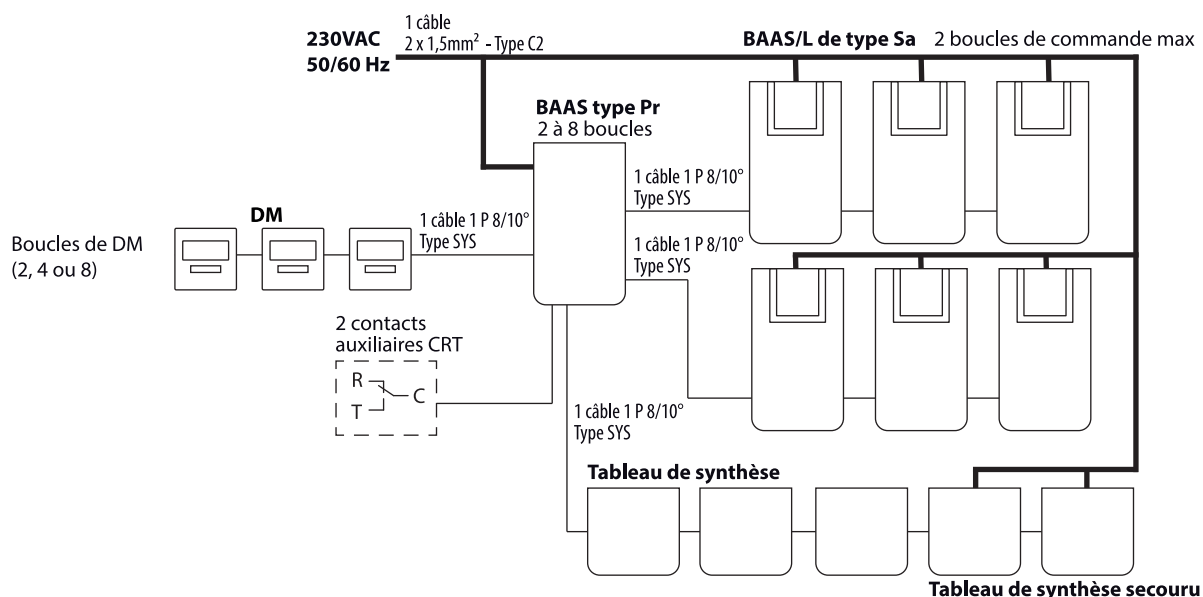 1 câble
2 x 1,5mm² - Type C2
230VAC
50/60 Hz
BAAS/L de type Sa 2 boucles de commande max
BAAS type Pr
2 à 8 boucles
1 câble 1 P 8/10°
Type SYS
DM
1 câble 1 P 8/10°
Type SYS
Boucles de DM
(2, 4 ou 8)
1 câble 1 P 8/10°
Type SYS
2 contacts
auxiliaires CRT
R
C
T
1 câble 1 P 8/10°
Type SYS
Tableau de synthèse
Tableau de synthèse secouru